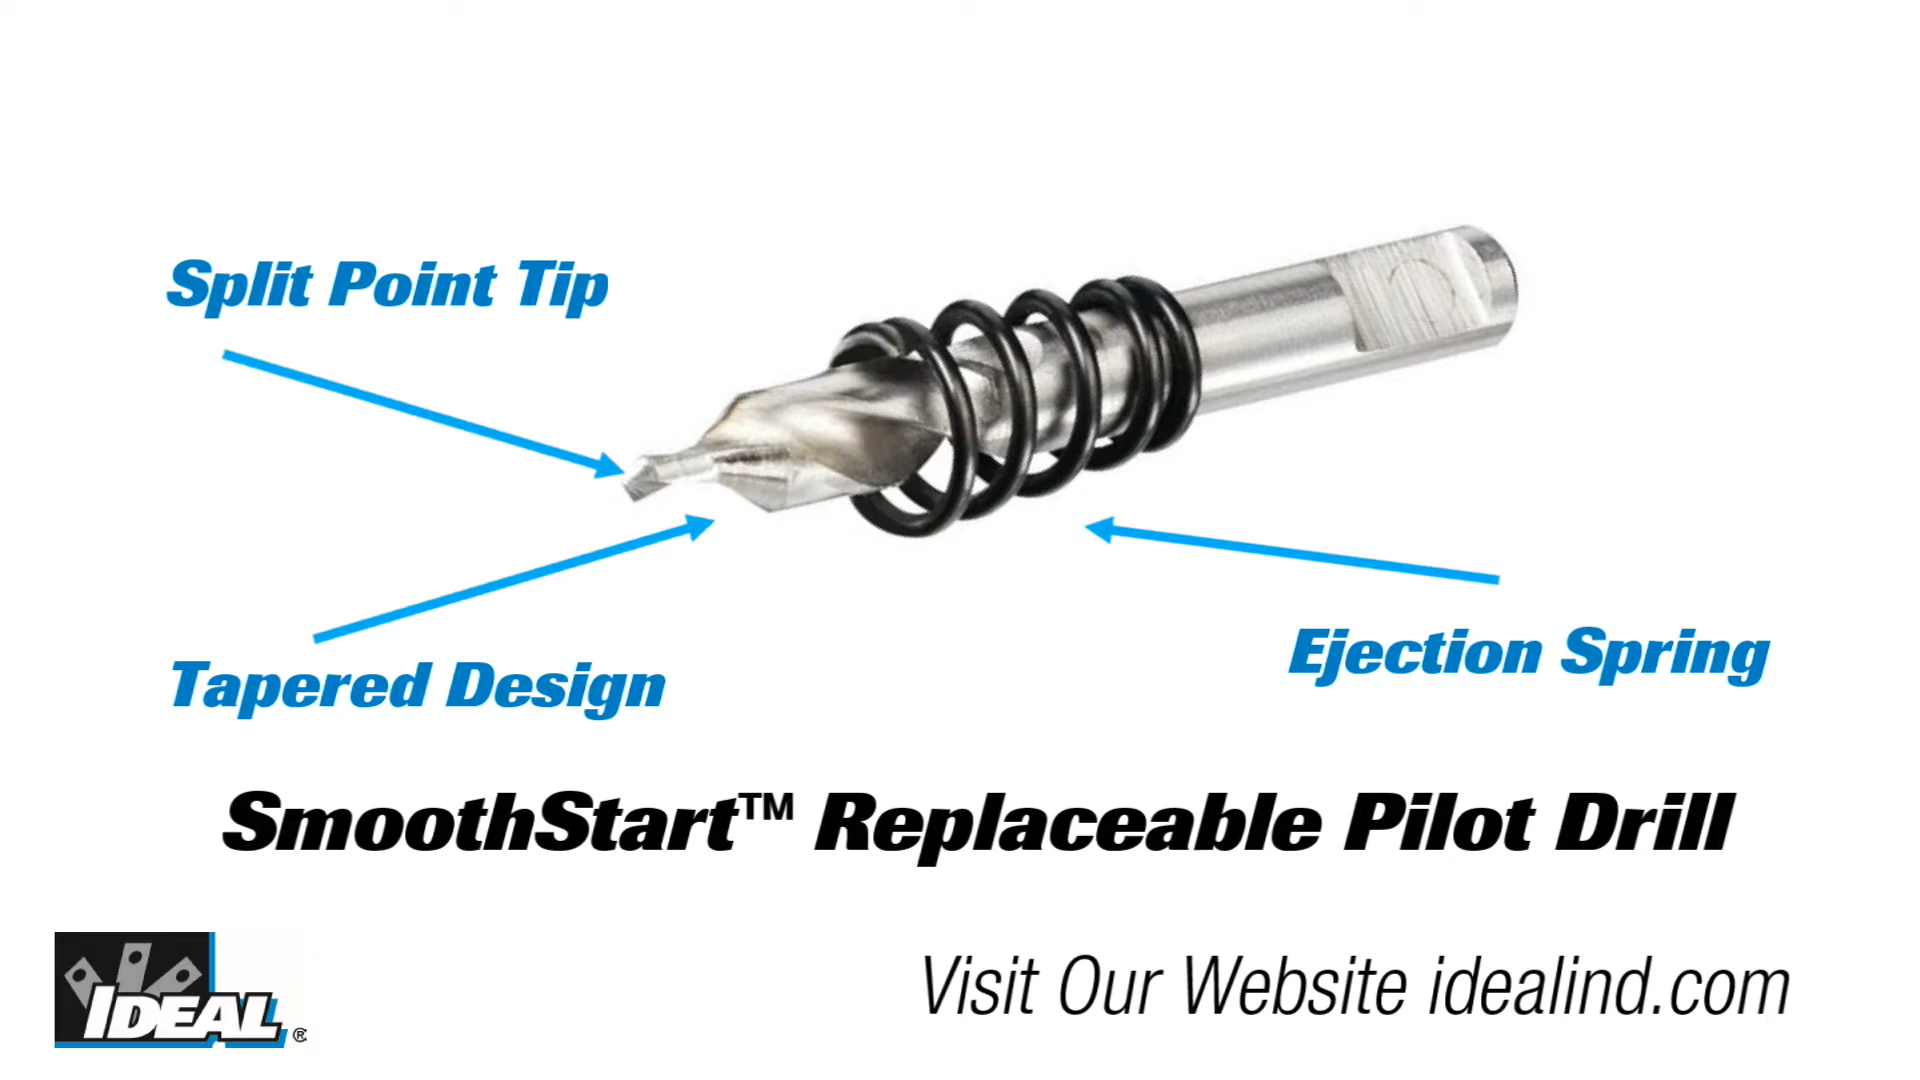 Split Point Tip
Tapered Design
Ejection Spring
SmoothStart™ Replaceable Pilot Drill
IDEAL®
Visit Our Website idealind.com